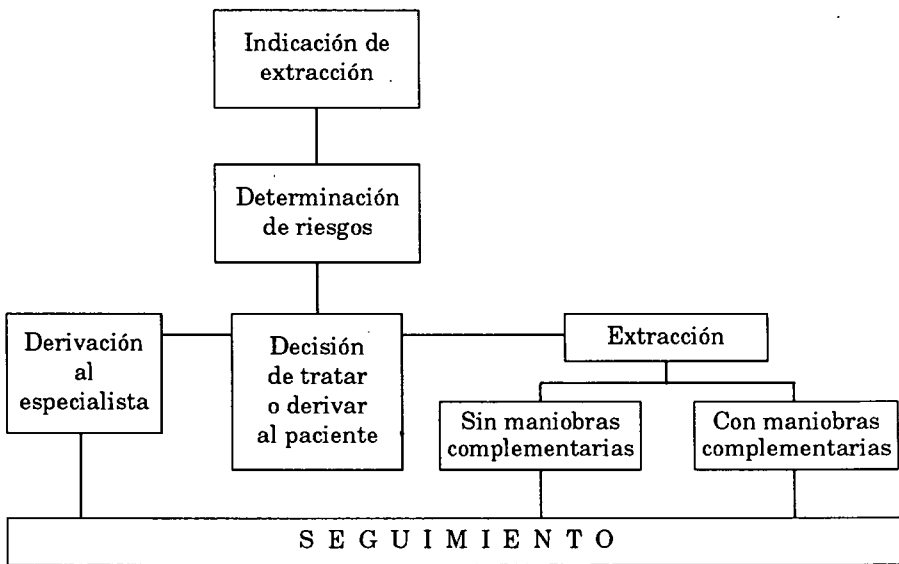 Indicación de
extracción
Determinación
de riesgos
Derivación
al
especialista
Decisión
de tratar
o derivar
al paciente
Extracción
Sin maniobras
complementarias
Con maniobras
complementarias
SEGUIMIENTO